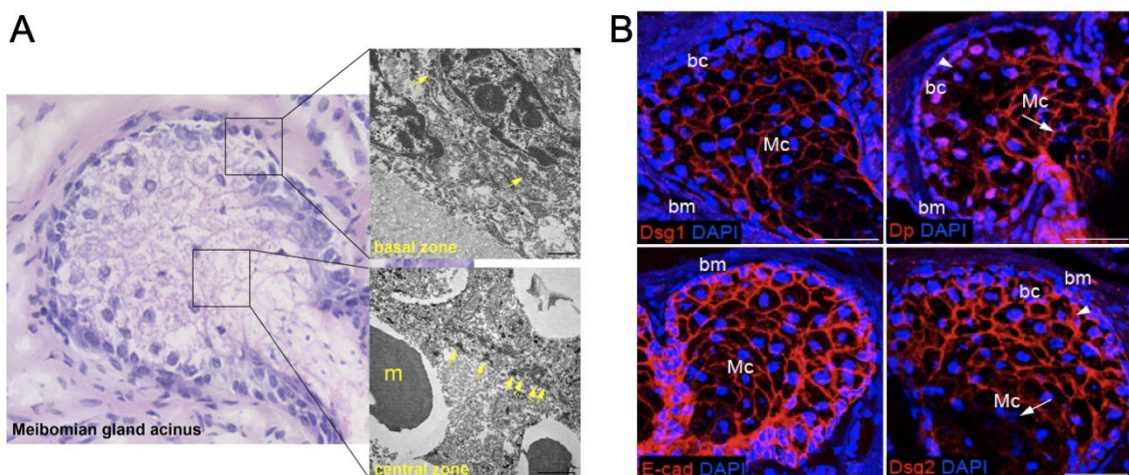 A
Meibomian gland acinus
basal zone
m
central zone
B
bc
Mc
Dsg1 DAPI
bc
Mc
bm
Dp DAPI
bm
Mc
E-cad DAPI
bm
bc
Mc
Dsg2 DAPI